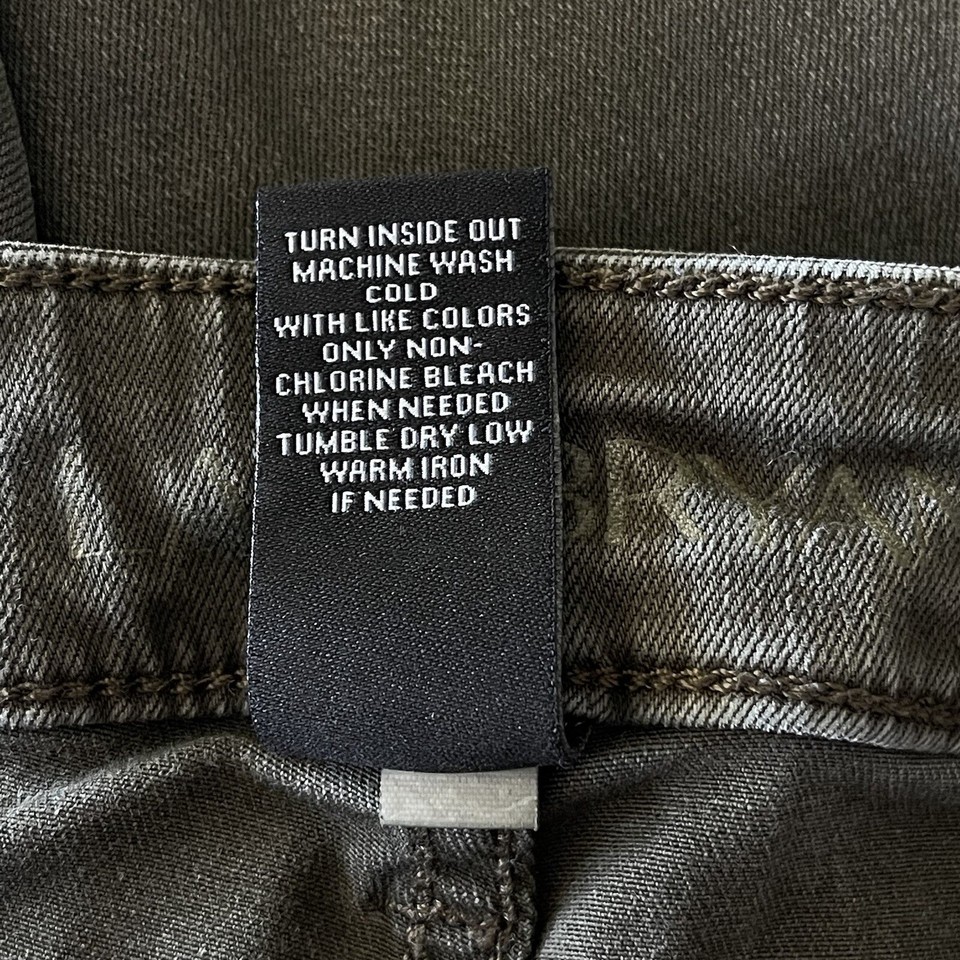 TURN INSIDE OUT
MACHINE WASH
COLD
WITH LIKE COLORS
ONLY NON-
CHLORINE BLEACH
WHEN NEEDED
TUMBLE DRY LOW
WARM IRON
IF NEEDED